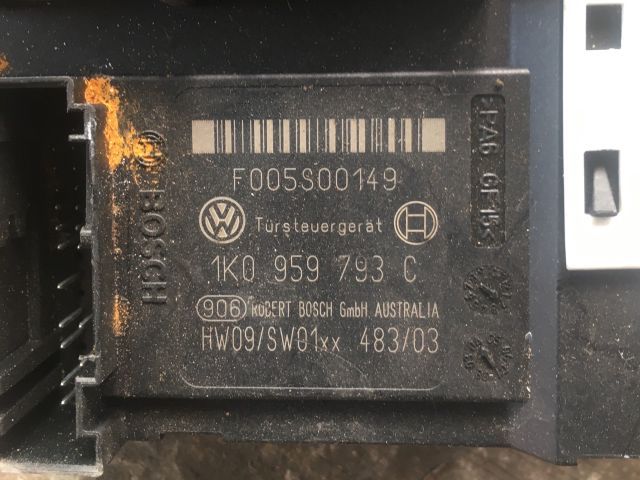 F005S00149
Türsteuergerät
1K0 959 793 C
906 ROBERT BOSCH GmbH AUSTRALIA
HW09/SW01xx 483/03
BOSCH